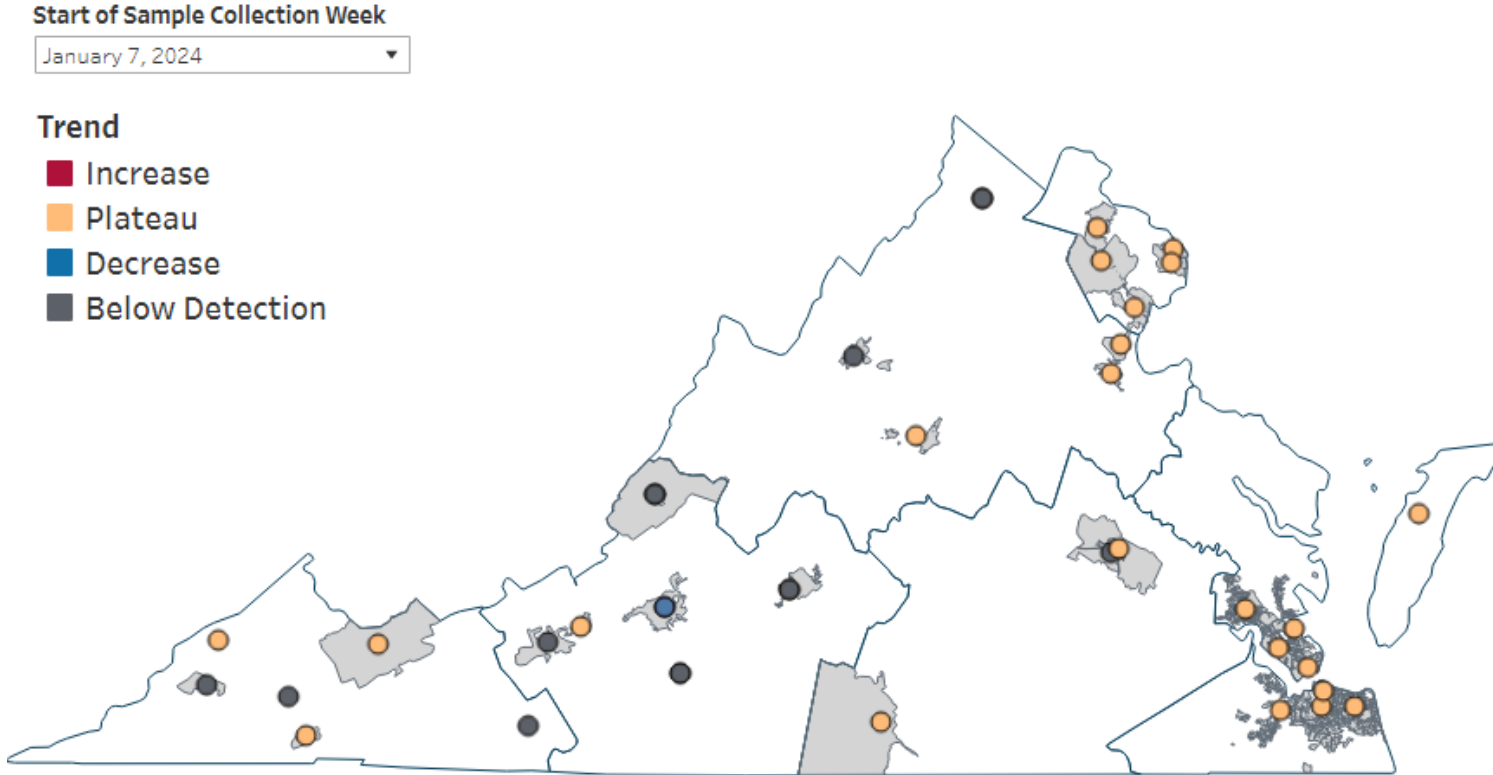 Start of Sample Collection Week
January 7, 2024
Trend
Increase
Plateau
Decrease
Below Detection